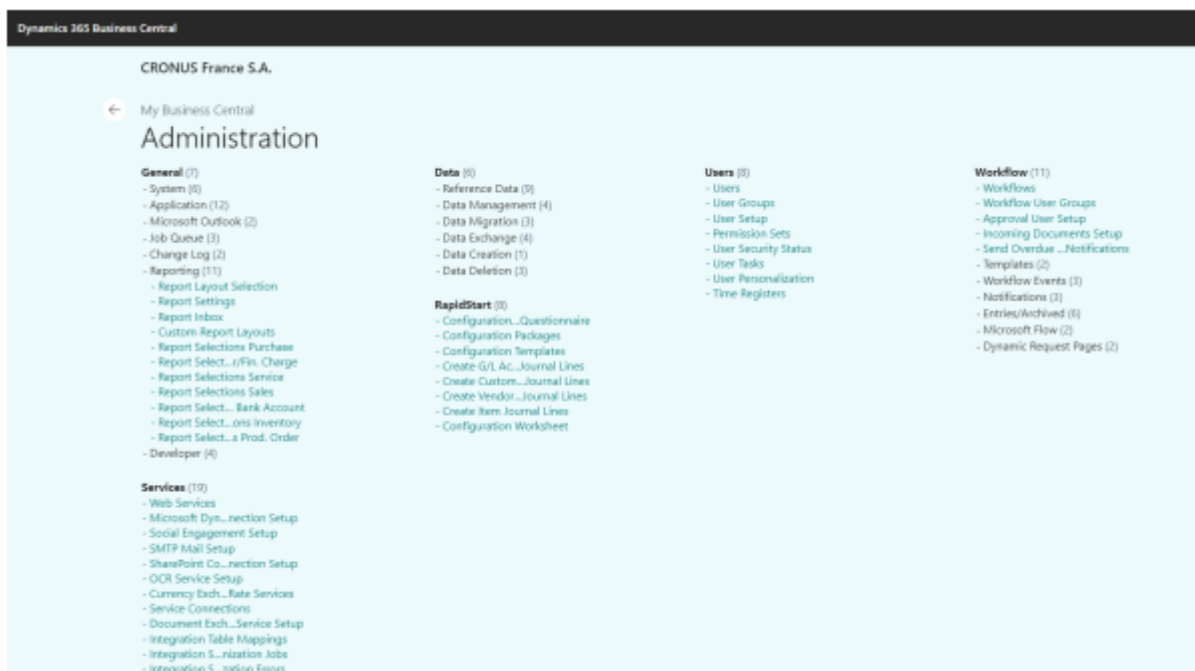 Dynamics 365 Business Central
CRONUS France S.A.
My Business Central
Administration
General (7)
- System (6)
- Application (12)
- Microsoft Outlook (2)
- Job Queue (3)
- Change Log (2)
- Reporting (11)
- Report Layout Selection
- Report Settings
- Report Inbox
- Custom Report Layouts
- Report Selections Purchase
- Report Select...r/Fin. Charge
- Report Selections Service
- Report Selections Sales
- Report Select... Bank Account
- Report Select...ons Inventory
- Report Select...s Prod. Order
- Developer (4)
Services (19)
- Web Services
- Microsoft Dyn...nection Setup
- Social Engagement Setup
- SMTP Mail Setup
- SharePoint Co...nection Setup
- OCR Service Setup
- Currency Exch...Rate Services
- Service Connections
- Document Exch...Service Setup
- Integration Table Mappings
- Integration S...nization Jobs
- Integration S...zation Errors
Data (6)
- Reference Data (9)
- Data Management (4)
- Data Migration (3)
- Data Exchange (4)
- Data Creation (1)
- Data Deletion (3)
RapidStart (8)
- Configuration...Questionnaire
- Configuration Packages
- Configuration Templates
- Create G/L Ac...Journal Lines
- Create Custom...Journal Lines
- Create Vendor...Journal Lines
- Create Item Journal Lines
- Configuration Worksheet
Users (8)
- Users
- User Groups
- User Setup
- Permission Sets
- User Security Status
- User Tasks
- User Personalization
- Time Registers
Workflow (11)
- Workflows
- Workflow User Groups
- Approval User Setup
- Incoming Documents Setup
- Send Overdue ...Notifications
- Templates (2)
- Workflow Events (3)
- Notifications (3)
- Entries/Archived (6)
- Microsoft Flow (2)
- Dynamic Request Pages (2)